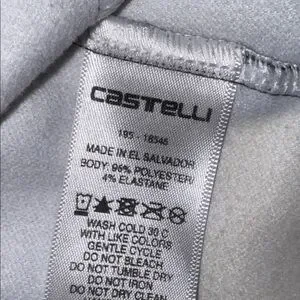 CASTELLI
195 - 18546
MADE IN EL SALVADOR
BODY: 96% POLYESTER/
4% ELASTANE
WASH COLD 30 C
WITH LIKE COLORS
GENTLE CYCLE
DO NOT BLEACH
DO NOT TUMBLE DRY
DO NOT IRON
DO NOT DRY CLEAN